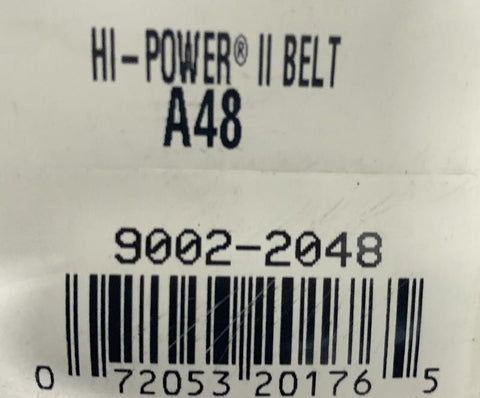 HI-POWER® II BELT
A48
9002-2048
0 72053 20176 5